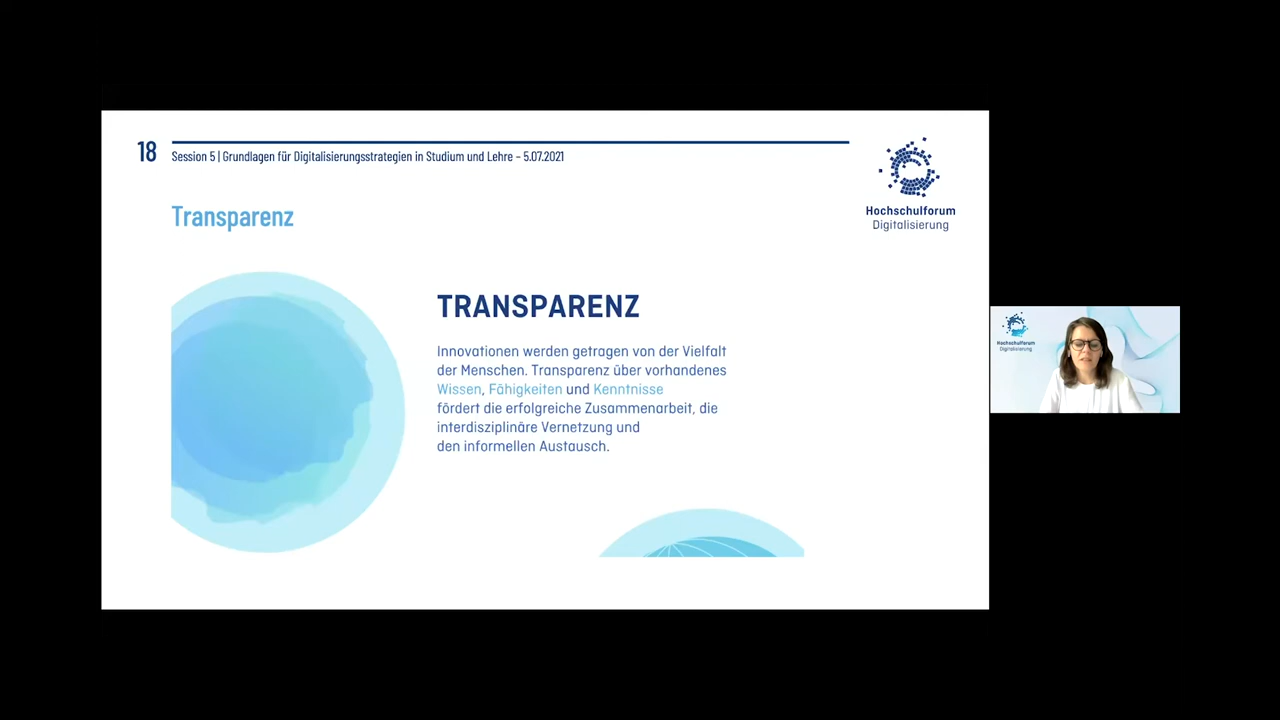 18
Session 5 | Grundlagen für Digitalisierungsstrategien in Studium und Lehre – 5.07.2021
Hochschulforum
Digitalisierung
Transparenz
TRANSPARENZ
Innovationen werden getragen von der Vielfalt
der Menschen. Transparenz über vorhandenes
Wissen, Fähigkeiten und Kenntnisse
fördert die erfolgreiche Zusammenarbeit, die
interdisziplinäre Vernetzung und
den informellen Austausch.
Hochschulforum
Digitalisierung